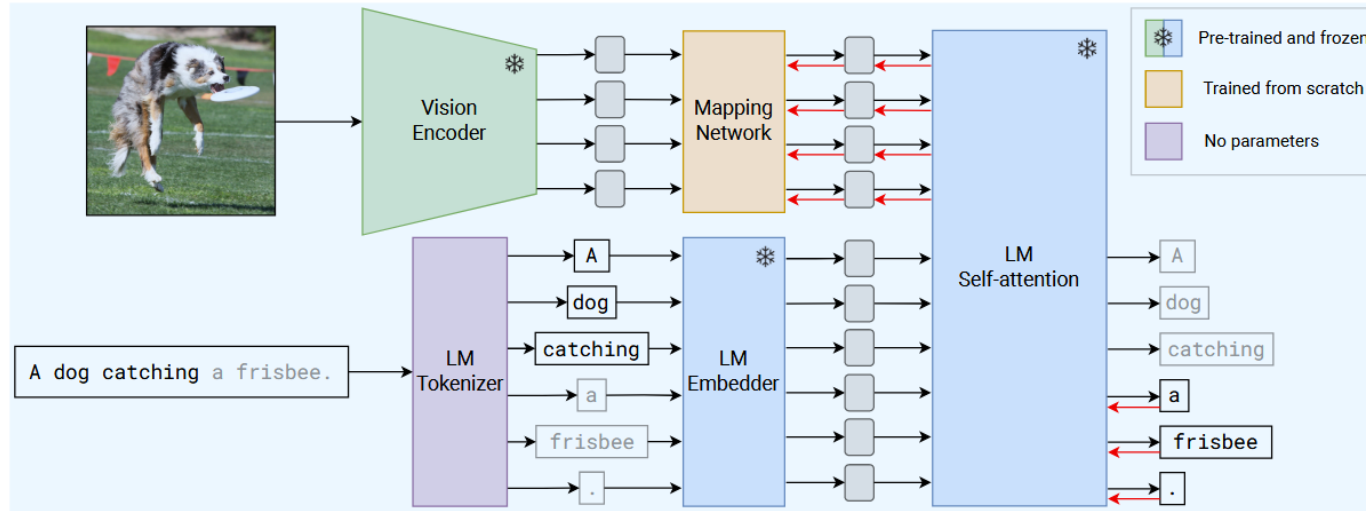 Vision
Encoder
Mapping
Network
LM
Self-attention
Pre-trained and frozen
Trained from scratch
No parameters
A dog catching a frisbee.
LM
Tokenizer
A
dog
catching
a
frisbee
.
LM
Embedder
A
dog
catching
a
frisbee
.